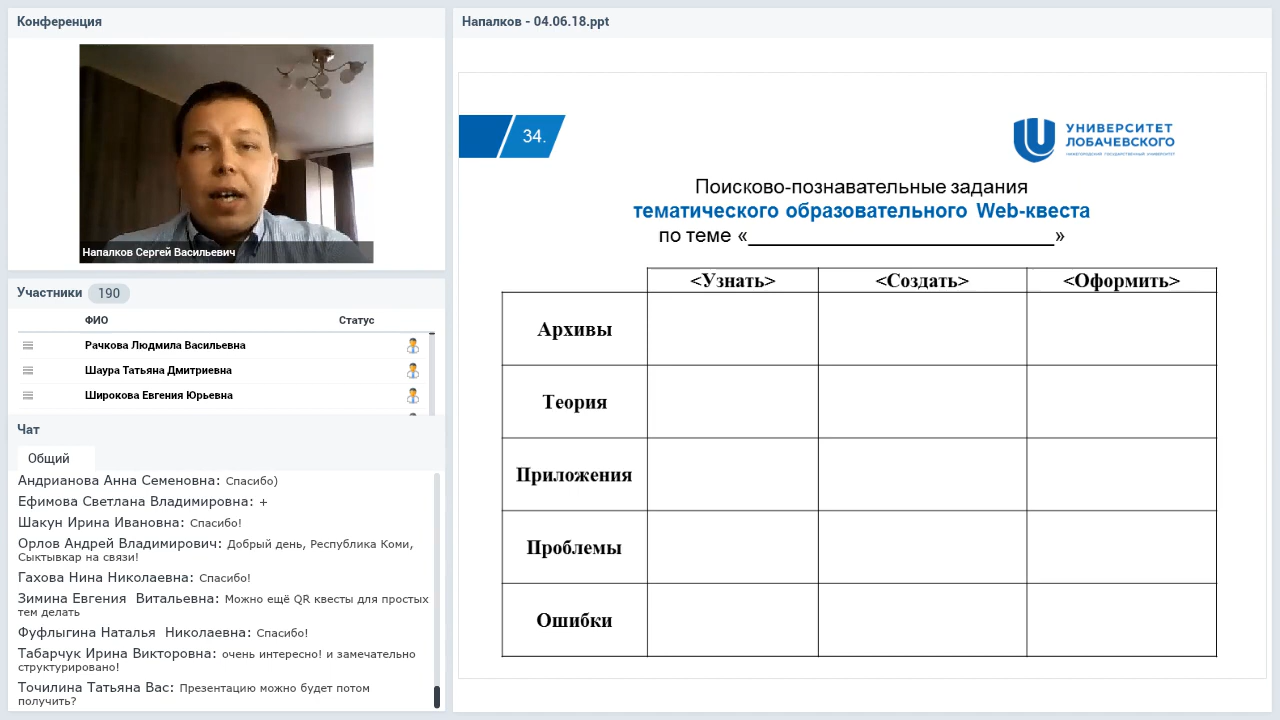 Конференция
Напалков Сергей Васильевич
Участники 190
ФИО Статус
Рачкова Людмила Васильевна
Шаура Татьяна Дмитриевна
Широкова Евгения Юрьевна
Чат
Общий
Андрианова Анна Семеновна: Спасибо)
Ефимова Светлана Владимировна: +
Шакун Ирина Ивановна: Спасибо!
Орлов Андрей Владимирович: Добрый день, Республика Коми,
Сыктывкар на связи!
Гахова Нина Николаевна: Спасибо!
Зимина Евгения Витальевна: Можно ещё QR квесты для простых
тем делать
Фуфлыгина Наталья Николаевна: Спасибо!
Табарчук Ирина Викторовна: очень интересно! и замечательно
структурировано!
Точилина Татьяна Вас: Презентацию можно будет потом
получить?
Напалков - 04.06.18.ppt
34.
УНИВЕРСИТЕТ
ЛОБАЧЕВСКОГО
НИЖЕГОРОДСКИЙ ГОСУДАРСТВЕННЫЙ УНИВЕРСИТЕТ
Поисково-познавательные задания
тематического образовательного Web-квеста
по теме «____________________________»
<Узнать> <Создать> <Оформить>
Архивы
Теория
Приложения
Проблемы
Ошибки